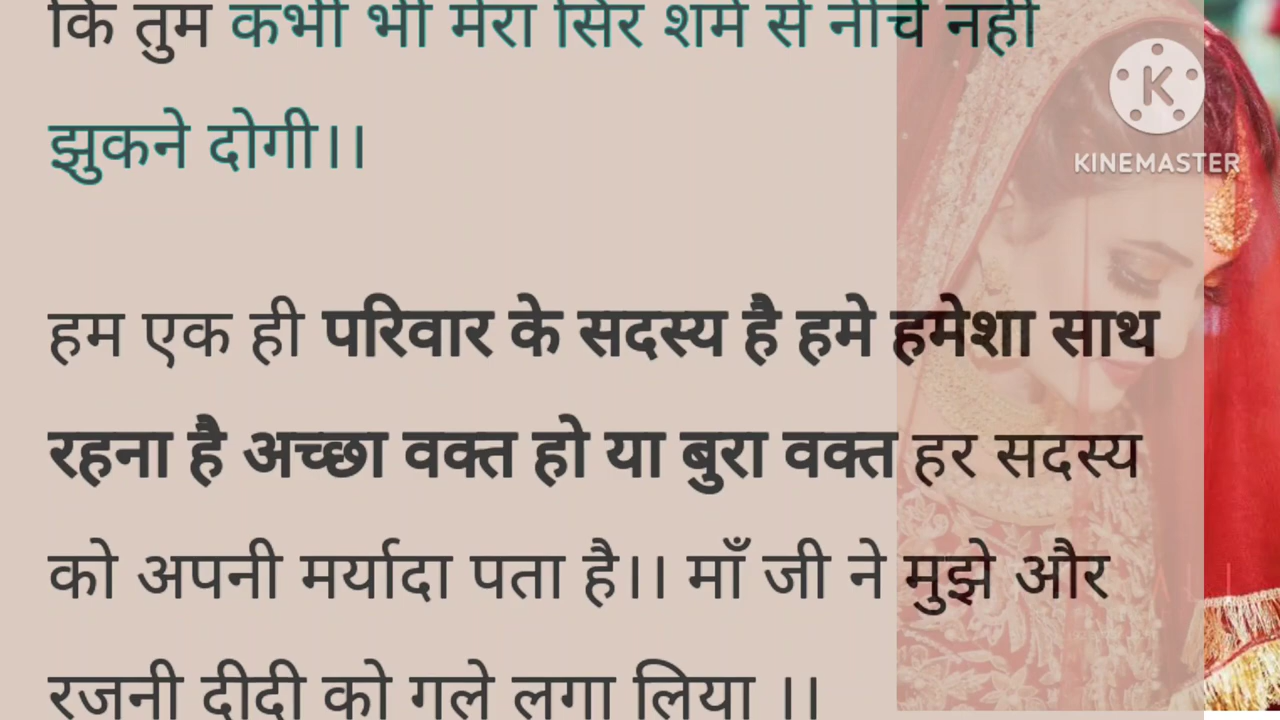 कि तुम कभी भी मेरा सिर शर्म से नीचे नहीं
झुकने दोगी।।
हम एक ही परिवार के सदस्य है हमे हमेशा साथ
रहना है अच्छा वक्त हो या बुरा वक्त हर सदस्य
को अपनी मर्यादा पता है।। माँ जी ने मुझे और
रजनी दीदी को गले लगा लिया ।।
KINEMASTER